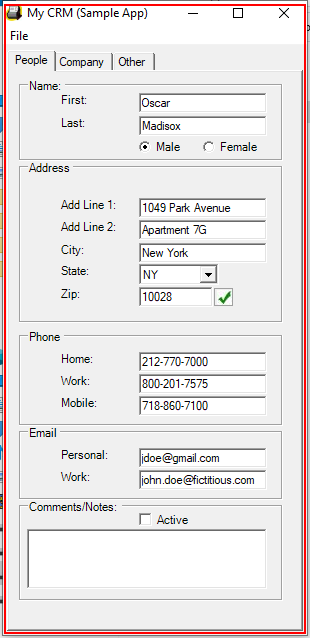 My CRM (Sample App)
File
People Company Other
Name:
First: Oscar
Last: Madisox
Male Female
Address
Add Line 1: 1049 Park Avenue
Add Line 2: Apartment 7G
City: New York
State: NY
Zip: 10028
Phone
Home: 212-770-7000
Work: 800-201-7575
Mobile: 718-860-7100
Email
Personal: jdoe@gmail.com
Work: john.doe@fictitious.com
Comments/Notes:
Active